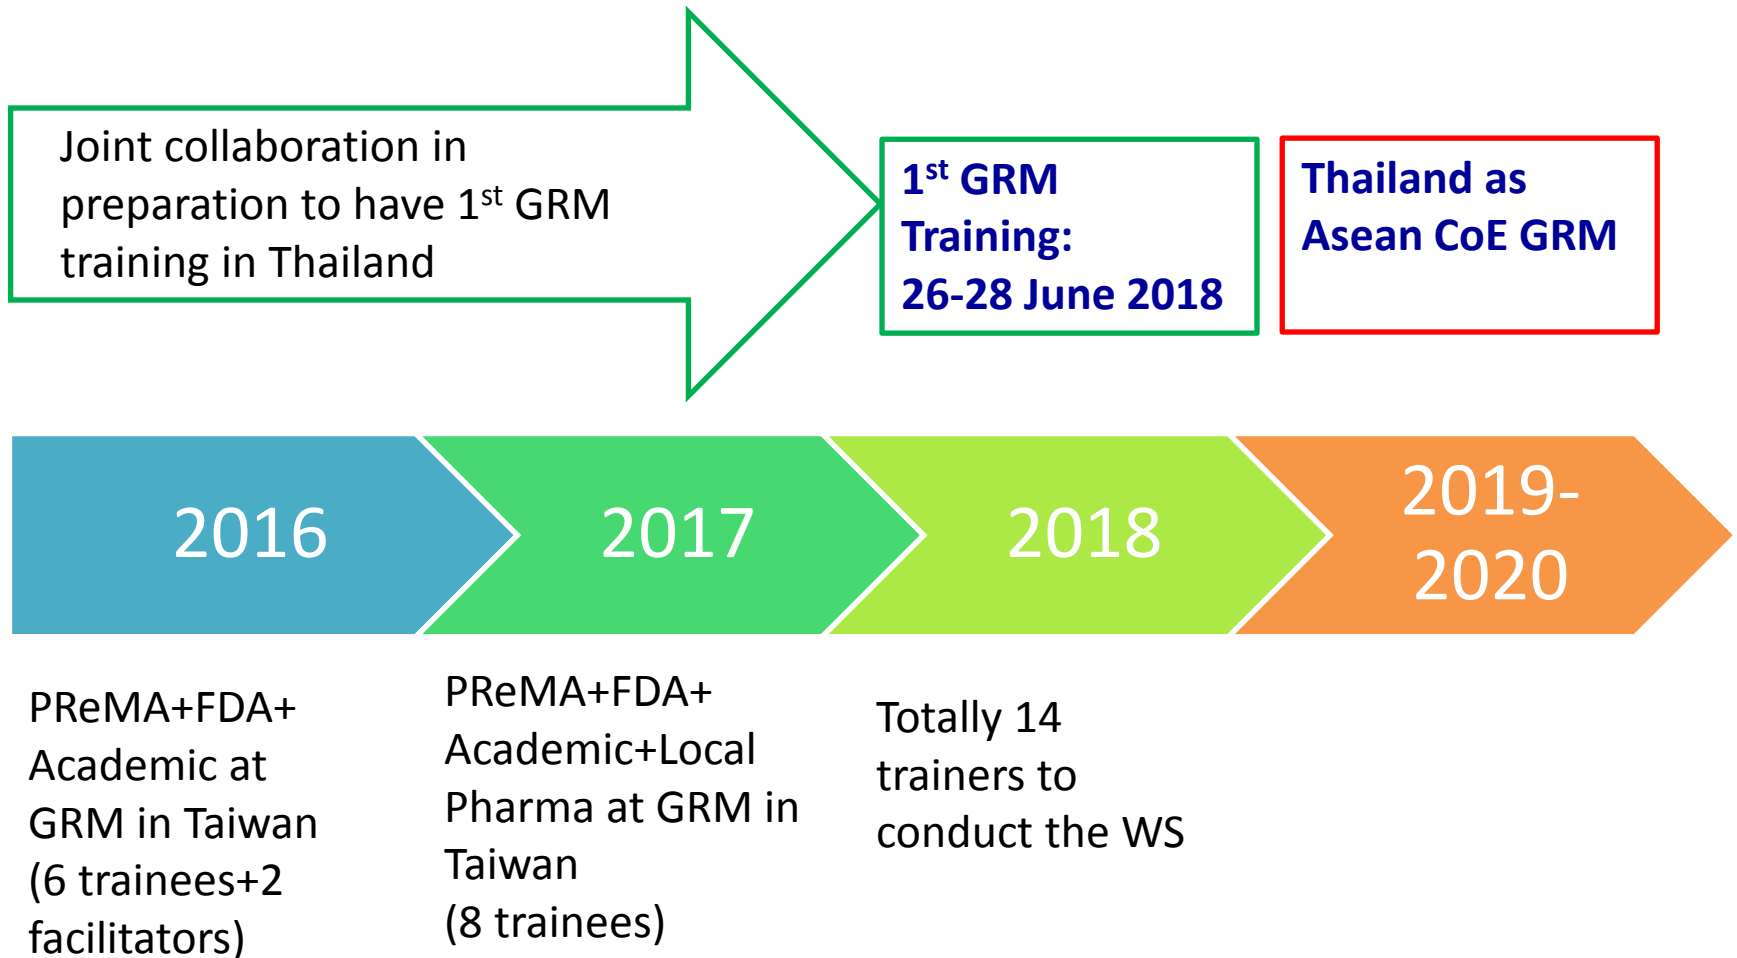 Joint collaboration in
preparation to have 1st GRM
training in Thailand
1st GRM
Training:
26-28 June 2018
Thailand as
Asean CoE GRM
2016
2017
2018
2019-
2020
PReMA+FDA+
Academic at
GRM in Taiwan
(6 trainees+2
facilitators)
PReMA+FDA+
Academic+Local
Pharma at GRM in
Taiwan
(8 trainees)
Totally 14
trainers to
conduct the WS